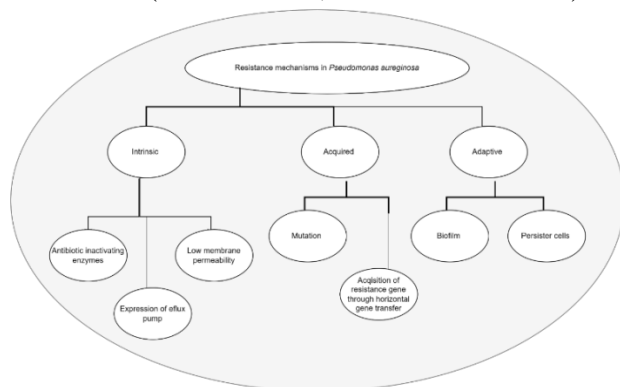 Resistance mechanisms in Pseudomonas aureginosa
Intrinsic
Acquired
Adaptive
Antibiotic inactivating
enzymes
Low membrane
permeability
Mutation
Biofilm
Persister cells
Expression of eflux
pump
Acqisition of
resistance gene
through horizontal
gene transfer